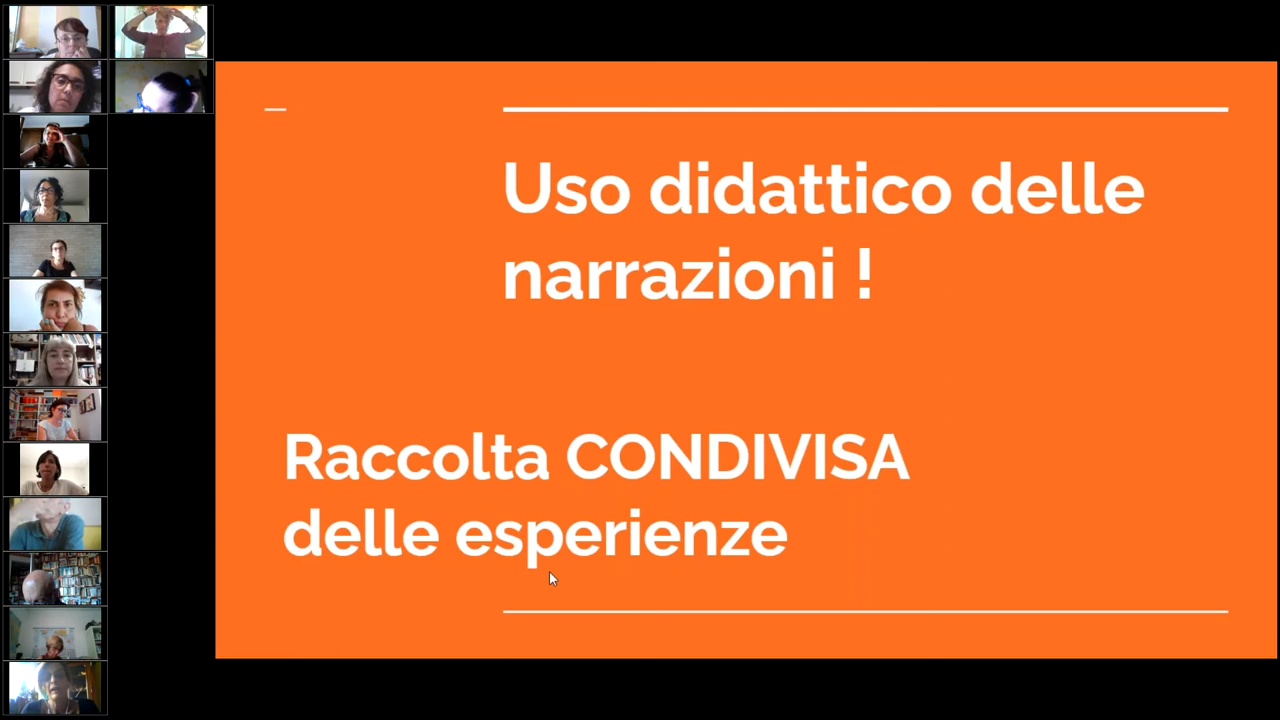 Uso didattico delle
narrazioni !
Raccolta CONDIVISA
delle esperienze